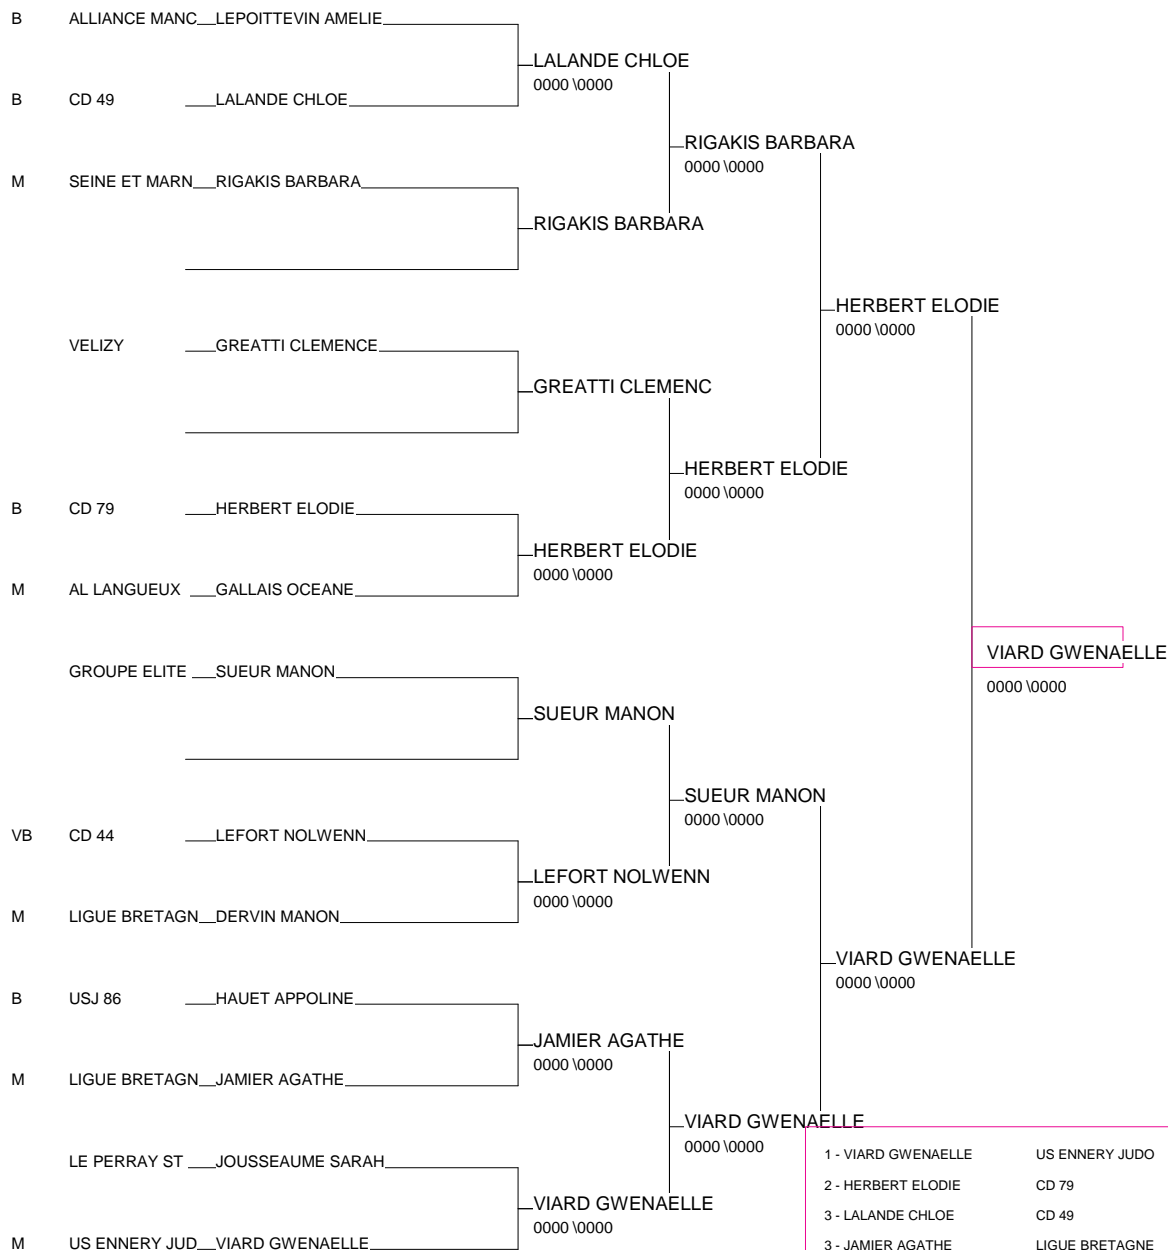 B ALLIANCE MANC LEPOITTEVIN AMELIE
LALANDE CHLOE
0000 \0000
B CD 49 LALANDE CHLOE
RIGAKIS BARBARA
0000 \0000
M SEINE ET MARN RIGAKIS BARBARA
RIGAKIS BARBARA
HERBERT ELODIE
0000 \0000
VELIZY GREATTI CLEMENCE
GREATTI CLEMENC
HERBERT ELODIE
0000 \0000
B CD 79 HERBERT ELODIE
HERBERT ELODIE
0000 \0000
M AL LANGUEUX GALLAIS OCEANE
VIARD GWENAELLE
0000 \0000
GROUPE ELITE SUEUR MANON
SUEUR MANON
SUEUR MANON
0000 \0000
VB CD 44 LEFORT NOLWENN
LEFORT NOLWENN
0000 \0000
M LIGUE BRETAGN DERVIN MANON
VIARD GWENAELLE
0000 \0000
B USJ 86 HAUET APPOLINE
JAMIER AGATHE
0000 \0000
M LIGUE BRETAGN JAMIER AGATHE
VIARD GWENAELLE
0000 \0000
LE PERRAY ST JOUSSEAUME SARAH
VIARD GWENAELLE
0000 \0000
M US ENNERY JUD VIARD GWENAELLE
1 - VIARD GWENAELLE US ENNERY JUDO
2 - HERBERT ELODIE CD 79
3 - LALANDE CHLOE CD 49
3 - JAMIER AGATHE LIGUE BRETAGNE